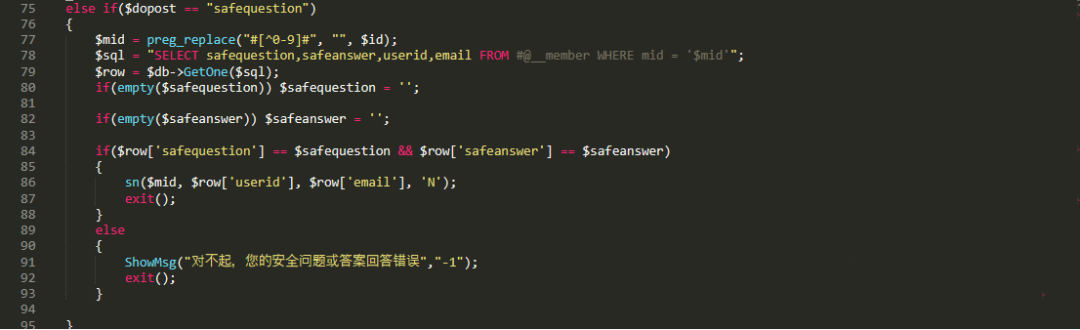 75 else if($dopost == "safequestion")
76 {
77 $mid = preg_replace("#[^0-9]#", "", $id);
78 $sql = "SELECT safequestion,safeanswer,userid,email FROM #@__member WHERE mid = '$mid'";
79 $row = $db->GetOne($sql);
80 if(empty($safequestion)) $safequestion = '';
81
82 if(empty($safeanswer)) $safeanswer = '';
83
84 if($row['safequestion'] == $safequestion && $row['safeanswer'] == $safeanswer)
85 {
86 sn($mid, $row['userid'], $row['email'], 'N');
87 exit();
88 }
89 else
90 {
91 ShowMsg("对不起，您的安全问题或答案回答错误","-1");
92 exit();
93 }
94
95 }